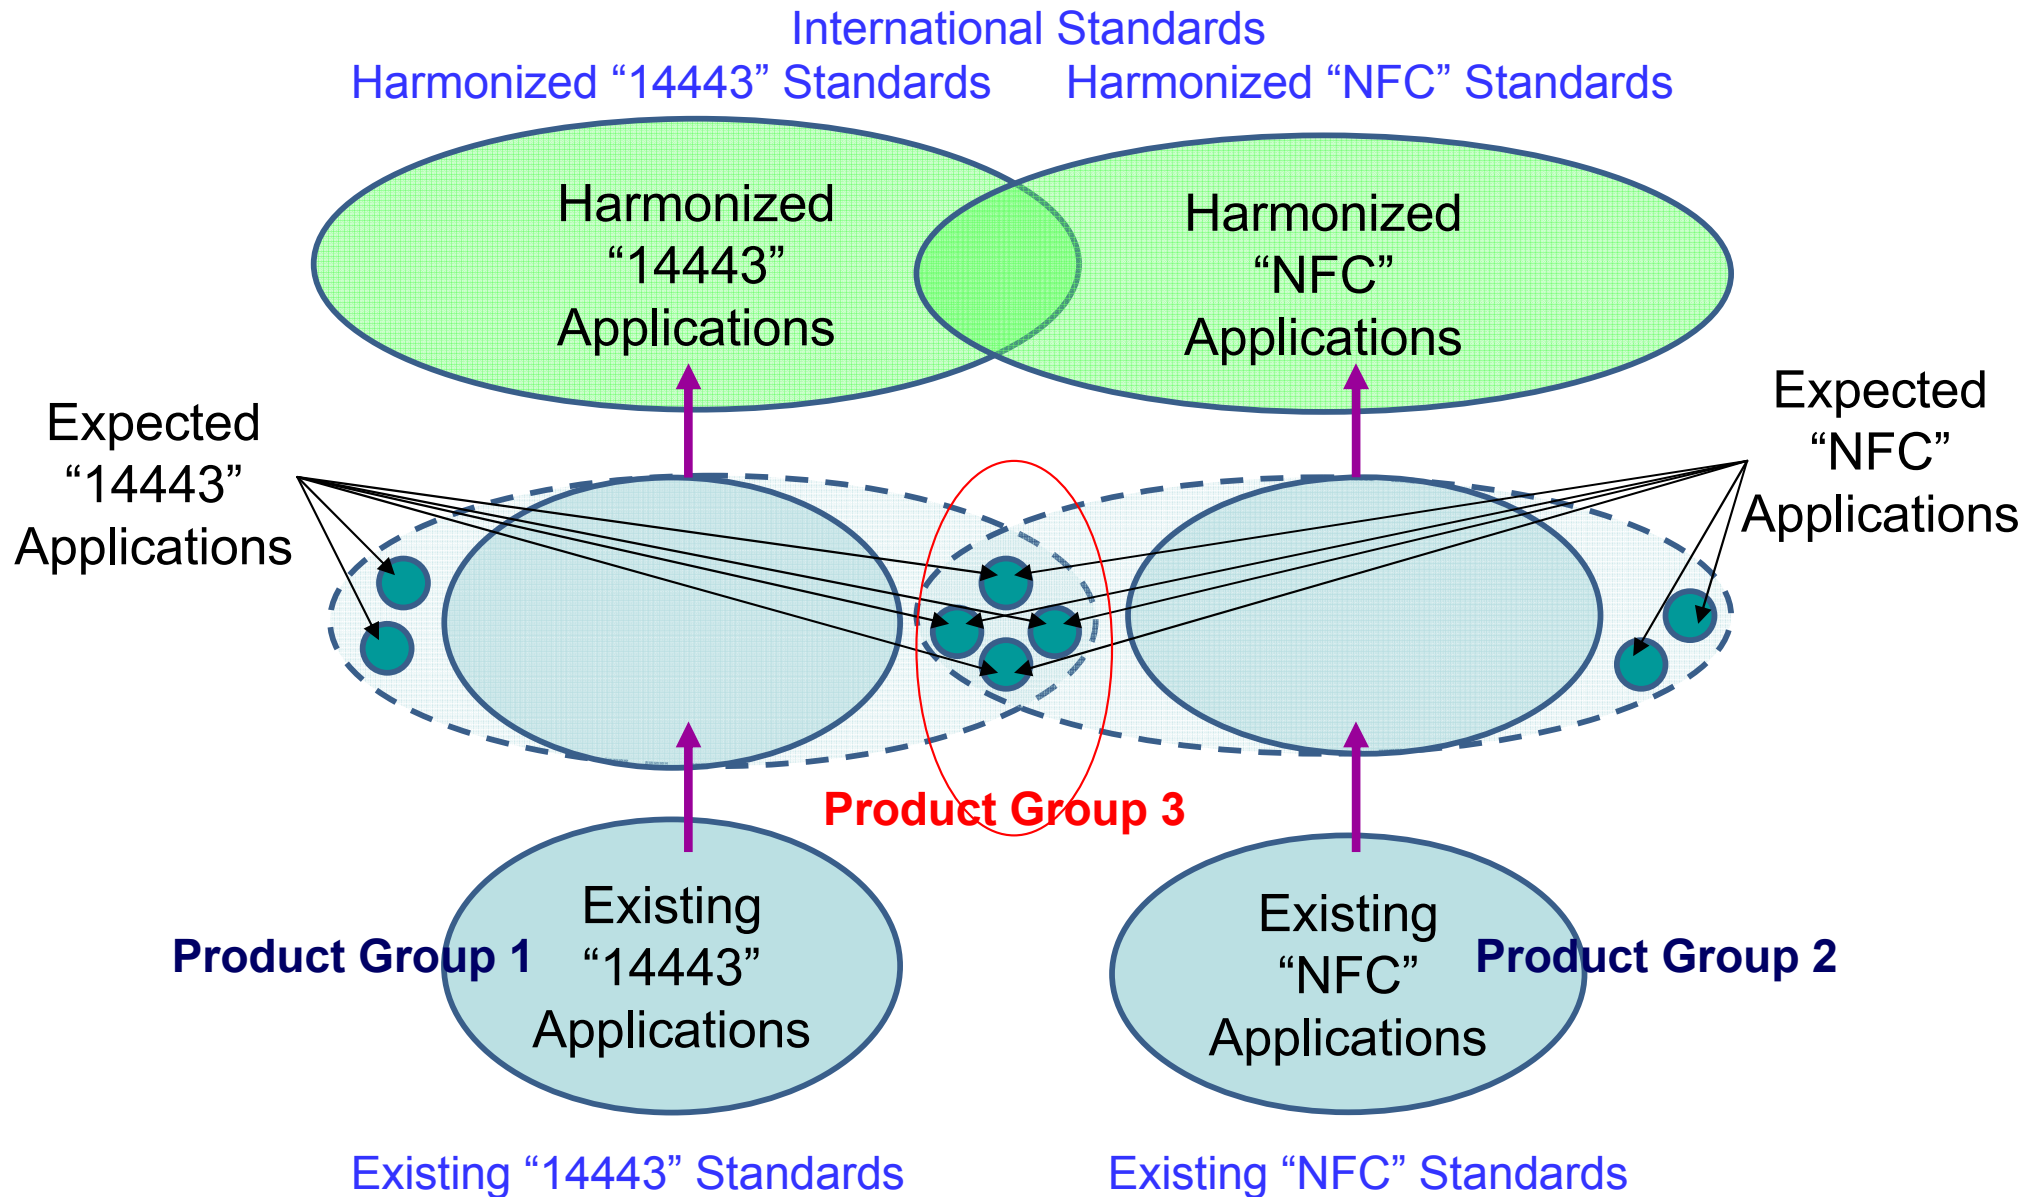 International Standards
Harmonized “14443” Standards
Harmonized “NFC” Standards
Harmonized
“14443”
Applications
Harmonized
“NFC”
Applications
Expected
“14443”
Applications
Expected
“NFC”
Applications
Product Group 3
Product Group 1
Existing
“14443”
Applications
Existing
“NFC”
Applications
Product Group 2
Existing “14443” Standards
Existing “NFC” Standards